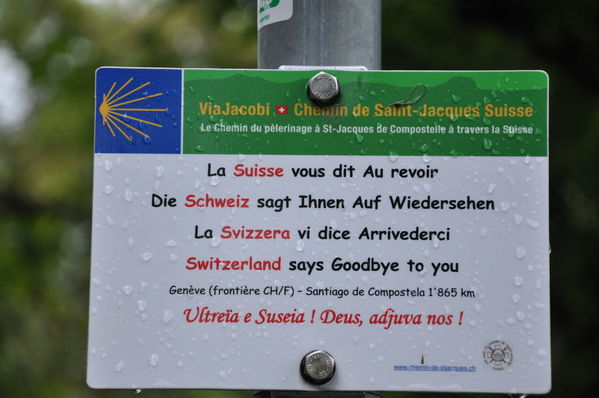 ViaJacobi Chemin de Saint-Jacques Suisse
Le Chemin du pèlerinage à St-Jacques de Compostelle à travers la Suisse
La Suisse vous dit Au revoir
Die Schweiz sagt Ihnen Auf Wiedersehen
La Svizzera vi dice Arrivederci
Switzerland says Goodbye to you
Genève (frontière CH/F) – Santiago de Compostela 1'865 km
Ultreïa e Suseia ! Deus, adjuva nos !
www.chemin-de-stjacques.ch